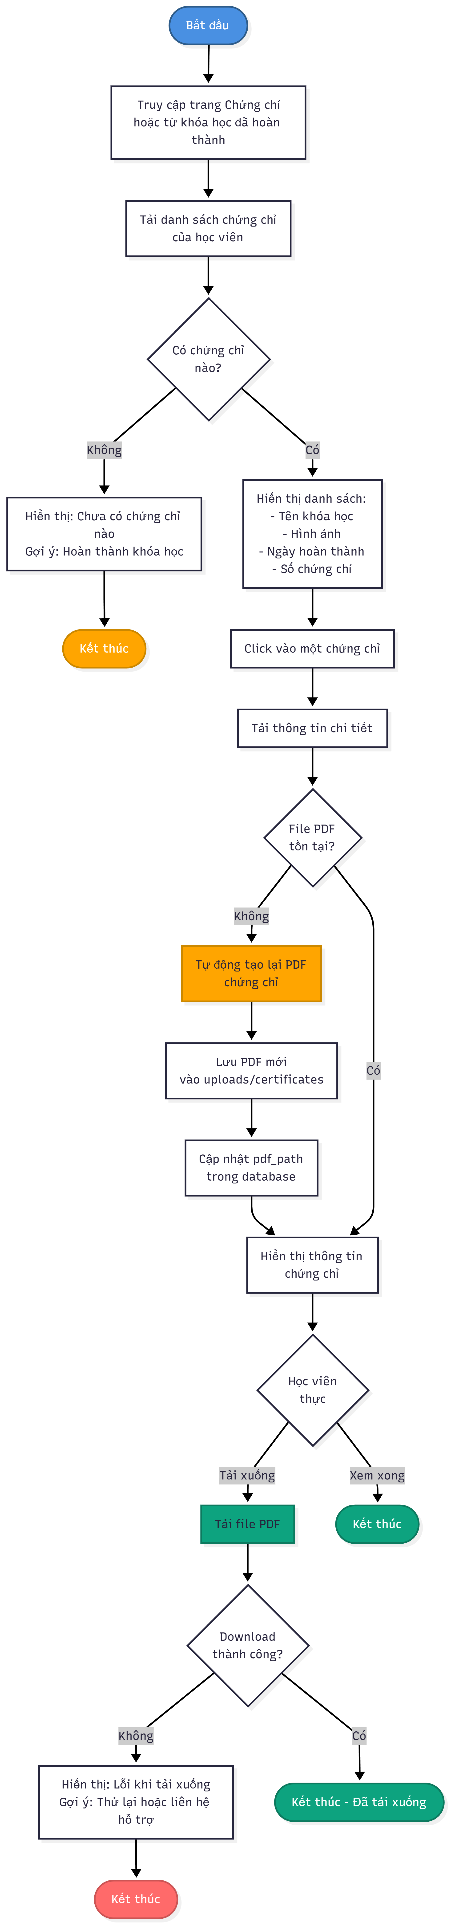 Bắt đầu
Truy cập trang Chứng chỉ
hoặc từ khóa học đã hoàn
thành
Tải danh sách chứng chỉ
của học viên
Có chứng chỉ
nào?
Không
Có
Hiển thị: Chưa có chứng chỉ
nào
Gợi ý: Hoàn thành khóa học
Hiển thị danh sách:
- Tên khóa học
- Hình ảnh
- Ngày hoàn thành
- Số chứng chỉ
Kết thúc
Click vào một chứng chỉ
Tải thông tin chi tiết
File PDF
tồn tại?
Không
Tự động tạo lại PDF
chứng chỉ
Lưu PDF mới
vào uploads/certificates
Có
Cập nhật pdf_path
trong database
Hiển thị thông tin
chứng chỉ
Học viên
thực
Tải xuống
Xem xong
Tải file PDF
Kết thúc
Download
thành công?
Không
Có
Hiển thị: Lỗi khi tải xuống
Gợi ý: Thử lại hoặc liên hệ
hỗ trợ
Kết thúc - Đã tải xuống
Kết thúc